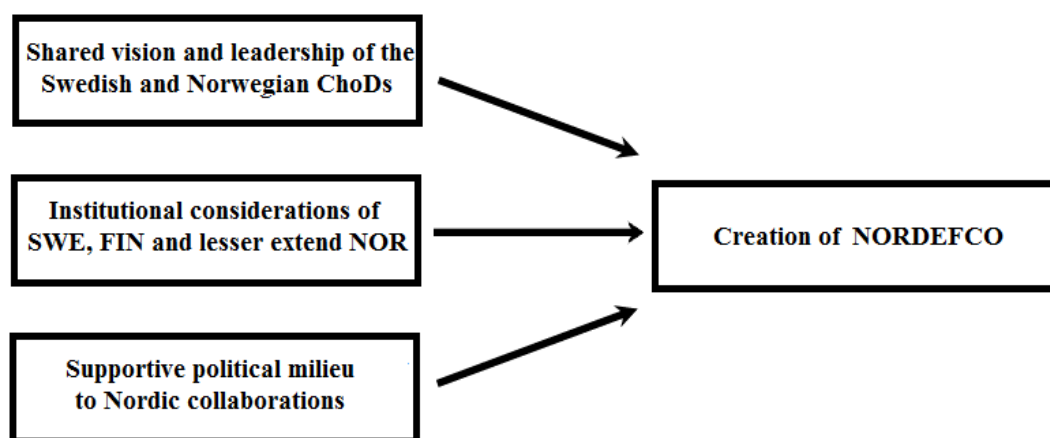 Shared vision and leadership of the
Swedish and Norwegian ChoDs
Institutional considerations of
SWE, FIN and lesser extend NOR
Supportive political milieu
to Nordic collaborations
Creation of NORDEFCO